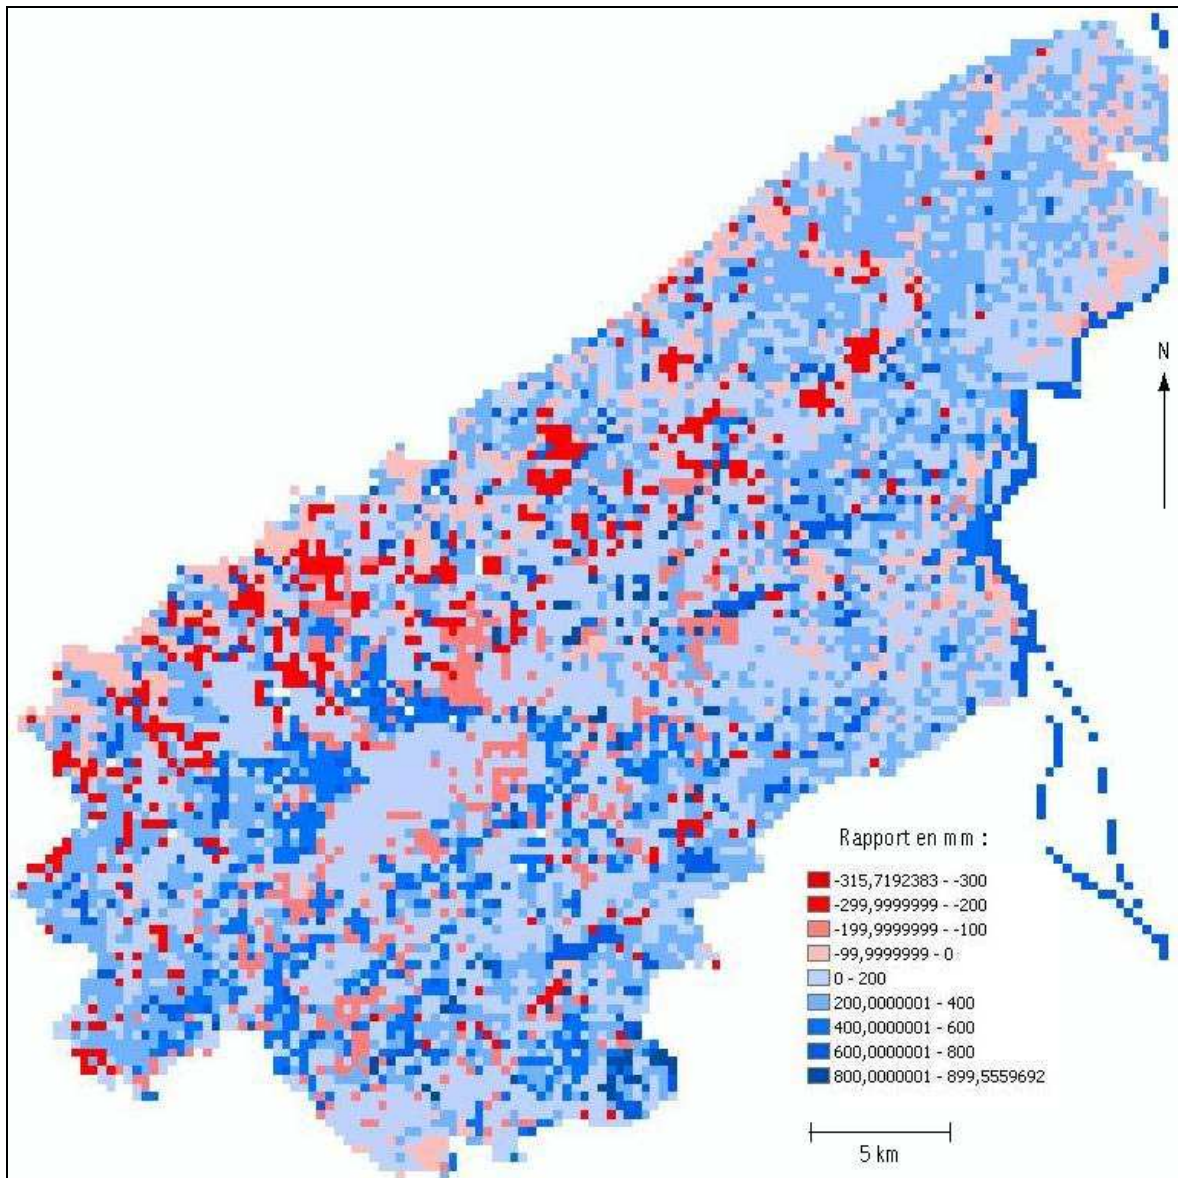 N
Rapport en mm :
-315,7192383 - -300
-299,9999999 - -200
-199,9999999 - -100
-99,9999999 - 0
0 - 200
200,0000001 - 400
400,0000001 - 600
600,0000001 - 800
800,0000001 - 899,5559692
5 km